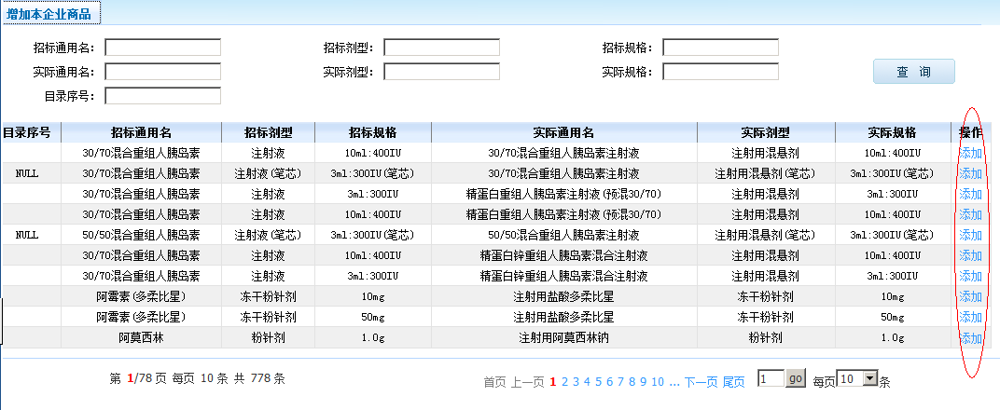 增加本企业商品
招标通用名： 招标剂型： 招标规格：
实际通用名： 实际剂型： 实际规格： 查 询
目录序号：
目录序号 招标通用名 招标剂型 招标规格 实际通用名 实际剂型 实际规格 操作
30/70混合重组人胰岛素 注射液 10ml:400IU 30/70混合重组人胰岛素注射液 注射用混悬剂 10ml:400IU 添加
NULL 30/70混合重组人胰岛素 注射液(笔芯) 3ml:300IU(笔芯) 30/70混合重组人胰岛素注射液 注射用混悬剂(笔芯) 3ml:300IU(笔芯) 添加
30/70混合重组人胰岛素 注射液 3ml:300IU 精蛋白重组人胰岛素注射液(预混30/70) 注射用混悬剂 3ml:300IU 添加
30/70混合重组人胰岛素 注射液 10ml:400IU 精蛋白重组人胰岛素注射液(预混30/70) 注射用混悬剂 10ml:400IU 添加
NULL 50/50混合重组人胰岛素 注射液(笔芯) 3ml:300IU(笔芯) 50/50混合重组人胰岛素注射液 注射用混悬剂(笔芯) 3ml:300IU(笔芯) 添加
30/70混合重组人胰岛素 注射液 10ml:400IU 精蛋白锌重组人胰岛素混合注射液 注射用混悬剂 10ml:400IU 添加
30/70混合重组人胰岛素 注射液 3ml:300IU 精蛋白锌重组人胰岛素混合注射液 注射用混悬剂 3ml:300IU 添加
阿霉素(多柔比星) 冻干粉针剂 10mg 注射用盐酸多柔比星 冻干粉针剂 10mg 添加
阿霉素(多柔比星) 冻干粉针剂 50mg 注射用盐酸多柔比星 冻干粉针剂 50mg 添加
阿莫西林 粉针剂 1.0g 注射用阿莫西林钠 粉针剂 1.0g 添加
第 1/78 页 每页 10 条 共 778 条 首页 上一页 1 2 3 4 5 6 7 8 9 10 ... 下一页 尾页 1 go 每页 10 条